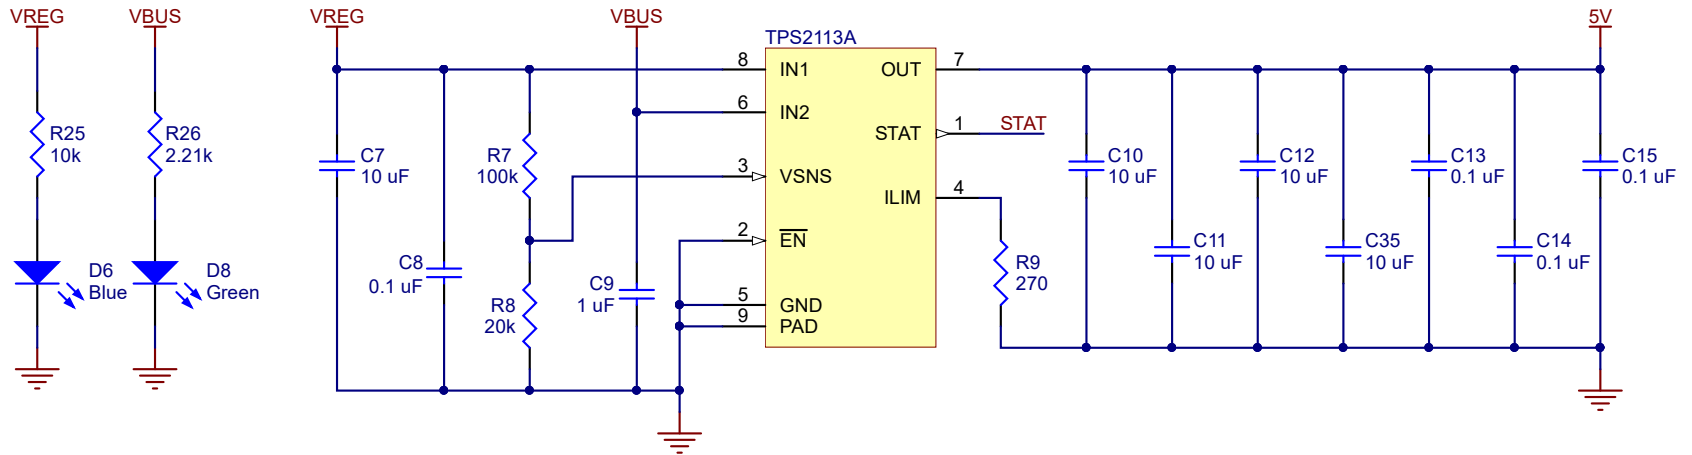 VREG
VBUS
R25
10k
R26
2.21k
D6
Blue
D8
Green
VREG
VBUS
C7
10 uF
C8
0.1 uF
R7
100k
R8
20k
C9
1 uF
TPS2113A
8
IN1
6
IN2
3
VSNS
2
EN
5
GND
9
PAD
OUT
7
STAT
1
STAT
ILIM
4
R9
270
C10
10 uF
C11
10 uF
C12
10 uF
C35
10 uF
C13
0.1 uF
C14
0.1 uF
5V
C15
0.1 uF